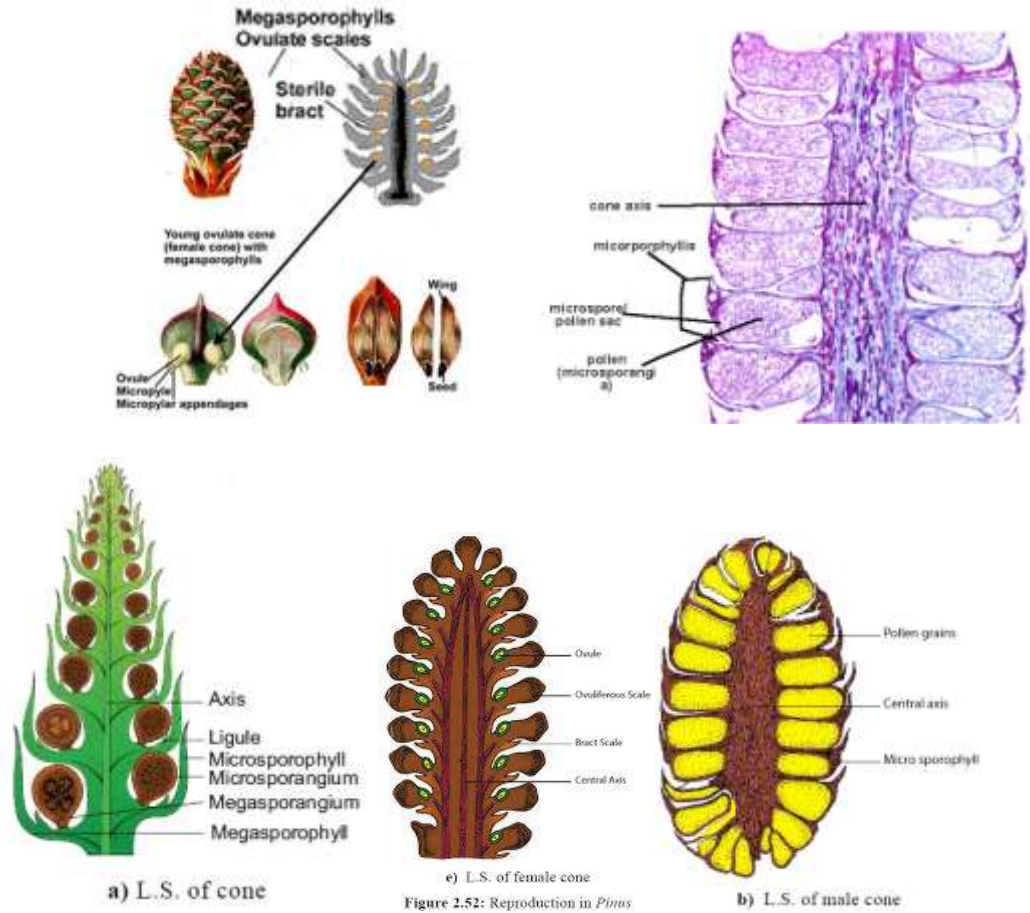 Megasporophylls
Ovulate scales
Sterile
bract
Young ovulate cone
(female cone) with
megasporphylls
Wing
Ovule
Micropyle
Micropylar appendages
Seed
cone axis
micorporphyllis
microspore/
pollen sac
pollen
(microsporangi
a)
Axis
Ligule
Microsporophyll
Microsporangium
Megasporangium
Megasporophyll
a) L.S. of cone
Ovule
Ovuliferous Scale
Bract Scale
Central Axis
e) L.S. of female cone
Figure 2.52: Reproduction in Pinus
Pollen grains
Central axis
Micro sporophyll
b) L.S. of male cone